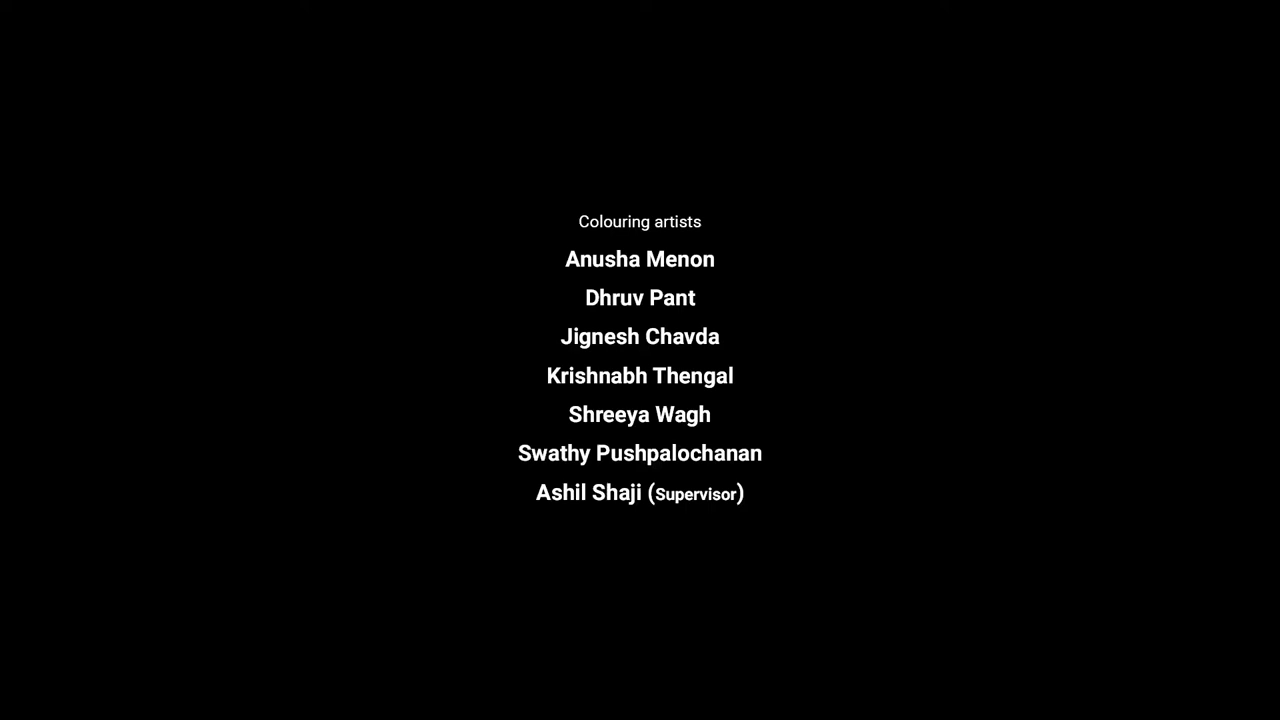 Colouring artists
Anusha Menon
Dhruv Pant
Jignesh Chavda
Krishnabh Thengal
Shreeya Wagh
Swathy Pushpalochanan
Ashil Shaji (Supervisor)